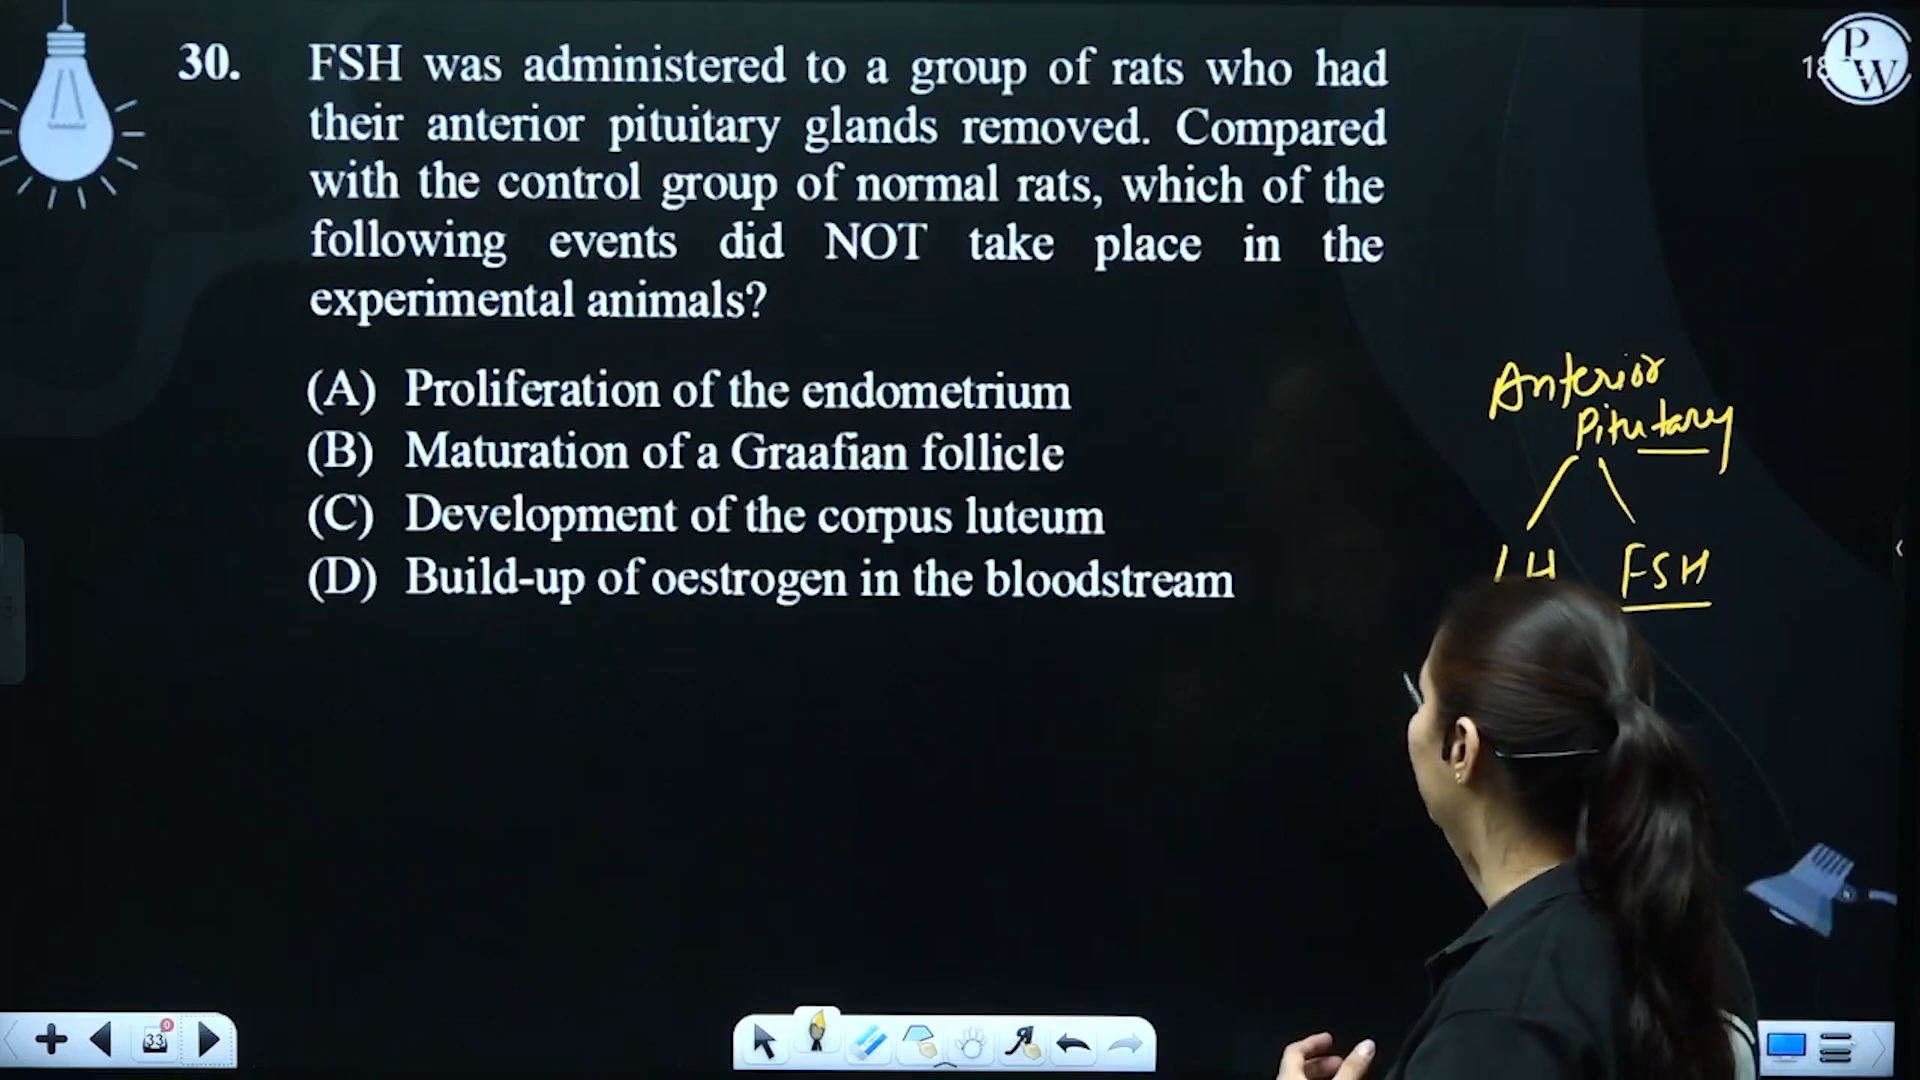 30. FSH was administered to a group of rats who had
their anterior pituitary glands removed. Compared
with the control group of normal rats, which of the
following events did NOT take place in the
experimental animals?
(A) Proliferation of the endometrium
(B) Maturation of a Graafian follicle
(C) Development of the corpus luteum
(D) Build-up of oestrogen in the bloodstream
Anterior
Pitutary
LH FSH
PW
33
0